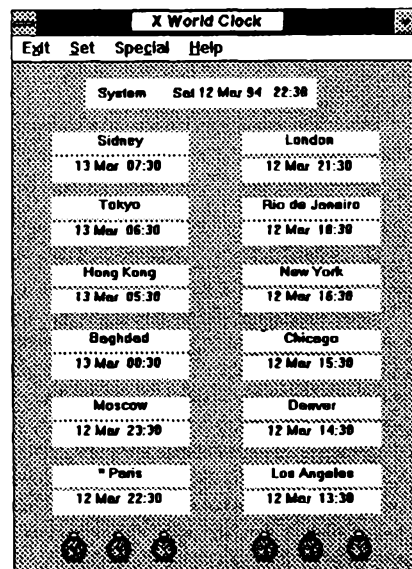 X World Clock
Exit Set Special Help
System Sat 12 Mar 94 22:30
Sidney London
13 Mar 07:30 12 Mar 21:30
Tokyo Rio de Janeiro
13 Mar 06:30 12 Mar 18:30
Hong Kong New York
13 Mar 05:30 12 Mar 16:30
Baghdad Chicago
13 Mar 00:30 12 Mar 15:30
Moscow Denver
12 Mar 23:30 12 Mar 14:30
* Paris Los Angeles
12 Mar 22:30 12 Mar 13:30